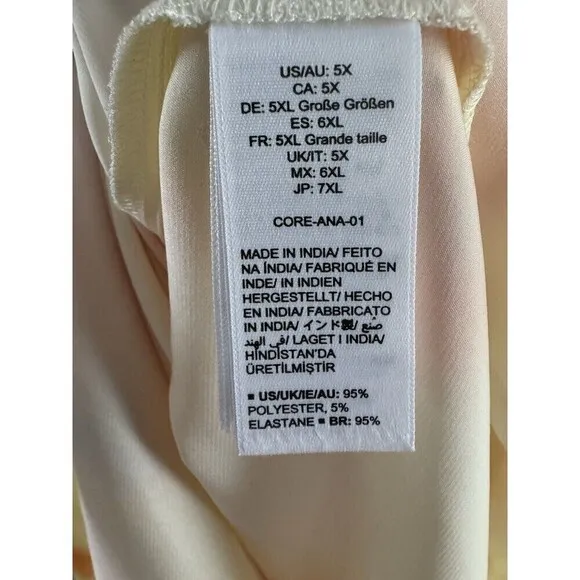 US/AU: 5X
CA: 5X
DE: 5XL Große Größen
ES: 6XL
FR: 5XL Grande taille
UK/IT: 5X
MX: 6XL
JP: 7XL
CORE-ANA-01
MADE IN INDIA/ FEITO
NA ÍNDIA/ FABRIQUÉ EN
INDE/ IN INDIEN
HERGESTELLT/ HECHO
EN INDIA/ FABBRICATO
IN INDIA/ インド製/ صُنع
في الهند/ LAGET I INDIA/
HİNDİSTAN'DA
ÜRETİLMİŞTİR
■ US/UK/IE/AU: 95%
POLYESTER, 5%
ELASTANE ■ BR: 95%